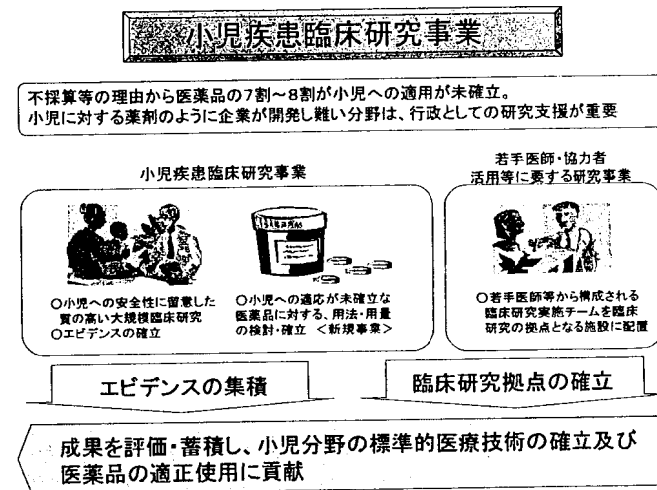 小児疾患臨床研究事業
不採算等の理由から医薬品の7割～8割が小児への適用が未確立。
小児に対する薬剤のように企業が開発し難い分野は、行政としての研究支援が重要
小児疾患臨床研究事業
○小児への安全性に留意した
質の高い大規模臨床研究
○エビデンスの確立
○小児への適応が未確立な
医薬品に対する、用法・用量
の検討・確立 <新規事業>
若手医師・協力者
活用等に要する研究事業
○若手医師等から構成される
臨床研究実施チームを臨床
研究の拠点となる施設に配置
エビデンスの集積
臨床研究拠点の確立
成果を評価・蓄積し、小児分野の標準的医療技術の確立及び
医薬品の適正使用に貢献